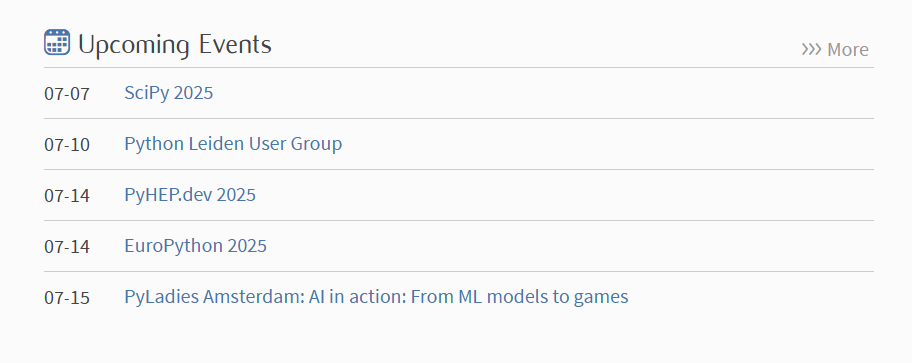 Upcoming Events
››› More
07-07 SciPy 2025
07-10 Python Leiden User Group
07-14 PyHEP.dev 2025
07-14 EuroPython 2025
07-15 PyLadies Amsterdam: AI in action: From ML models to games